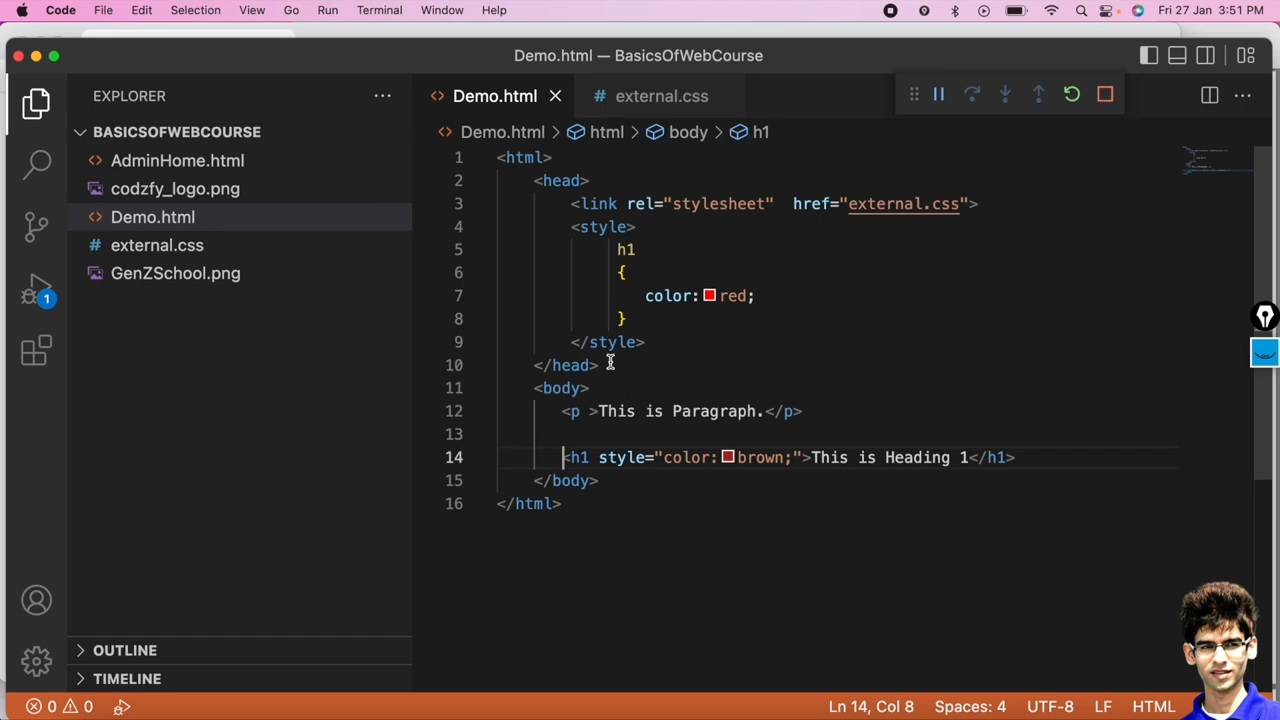 Code File Edit Selection View Go Run Terminal Window Help Fri 27 Jan 3:51 PM
Demo.html — BasicsOfWebCourse
EXPLORER
BASICSOFWEBCOURSE
AdminHome.html
codzfy_logo.png
Demo.html
external.css
GenZSchool.png
1
OUTLINE
TIMELINE
Demo.html external.css
Demo.html > html > body > h1
1 <html>
2 <head>
3 <link rel="stylesheet"  href="external.css">
4 <style>
5 h1
6 {
7 color: red;
8 }
9 </style>
10 </head>
11 <body>
12 <p >This is Paragraph.</p>
13
14 <h1 style="color: brown;">This is Heading 1</h1>
15 </body>
16 </html>
0 0 Ln 14, Col 8 Spaces: 4 UTF-8 LF HTML